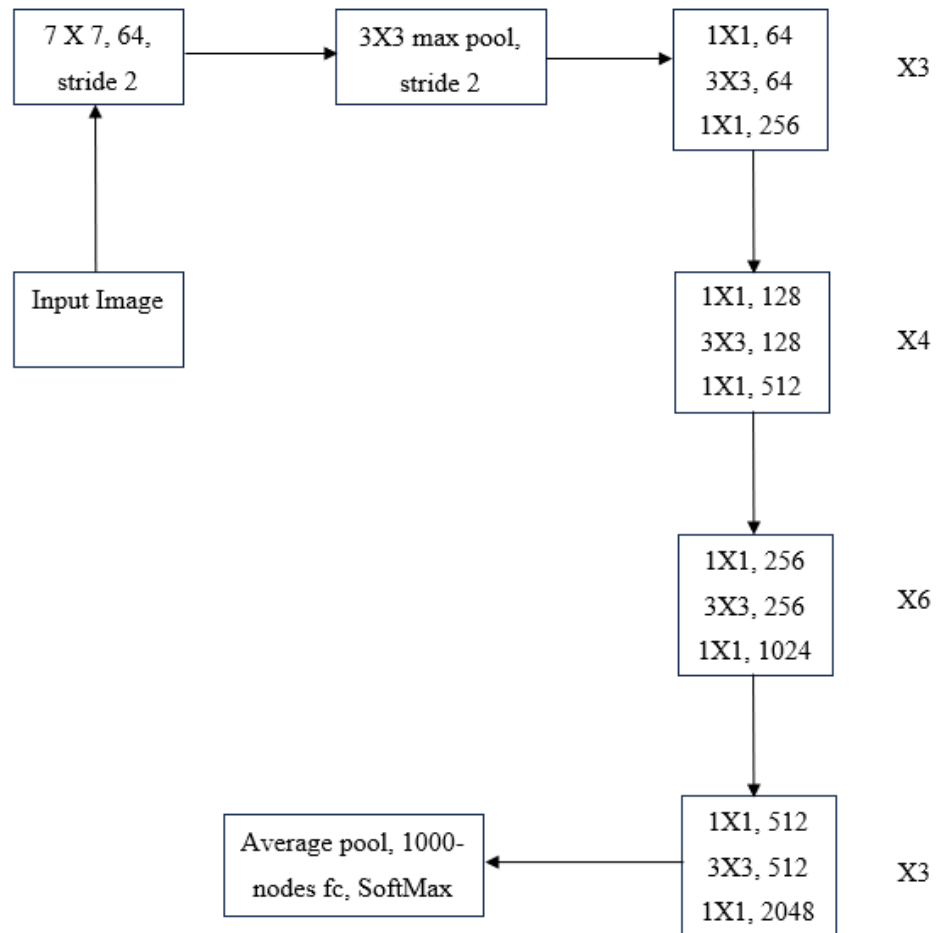 7 X 7, 64,
stride 2
3X3 max pool,
stride 2
1X1, 64
3X3, 64
1X1, 256
X3
Input Image
1X1, 128
3X3, 128
1X1, 512
X4
1X1, 256
3X3, 256
1X1, 1024
X6
1X1, 512
3X3, 512
1X1, 2048
X3
Average pool, 1000-
nodes fc, SoftMax